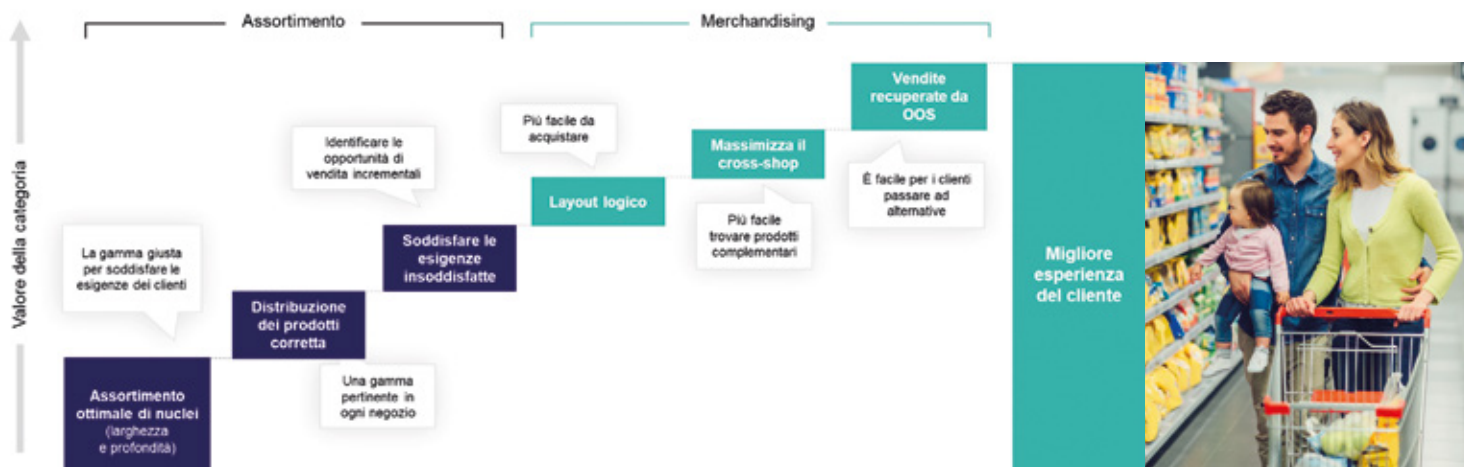 Assortimento
Merchandising
Valore della categoria
La gamma giusta
per soddisfare le
esigenze dei clienti
Assortimento
ottimale di nuclei
(larghezza
e profondità)
Distribuzione
dei prodotti
corretta
Una gamma
pertinente in
ogni negozio
Identificare le
opportunità di
vendita incrementali
Soddisfare le
esigenze
insoddisfatte
Più facile da
acquistare
Layout logico
Massimizza il
cross-shop
Più facile
trovare prodotti
complementari
Vendite
recuperate da
OOS
È facile per i clienti
passare ad
alternative
Migliore
esperienza
del cliente